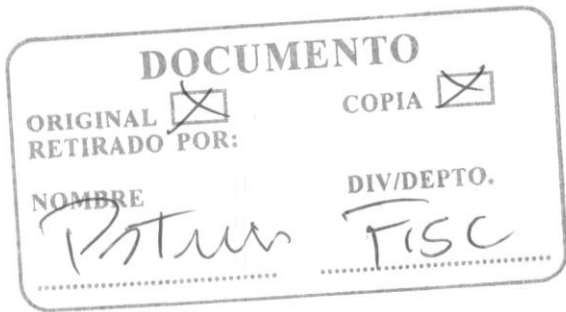 DOCUMENTO
ORIGINAL COPIA
RETIRADO POR:
NOMBRE DIV/DEPTO.
FISC